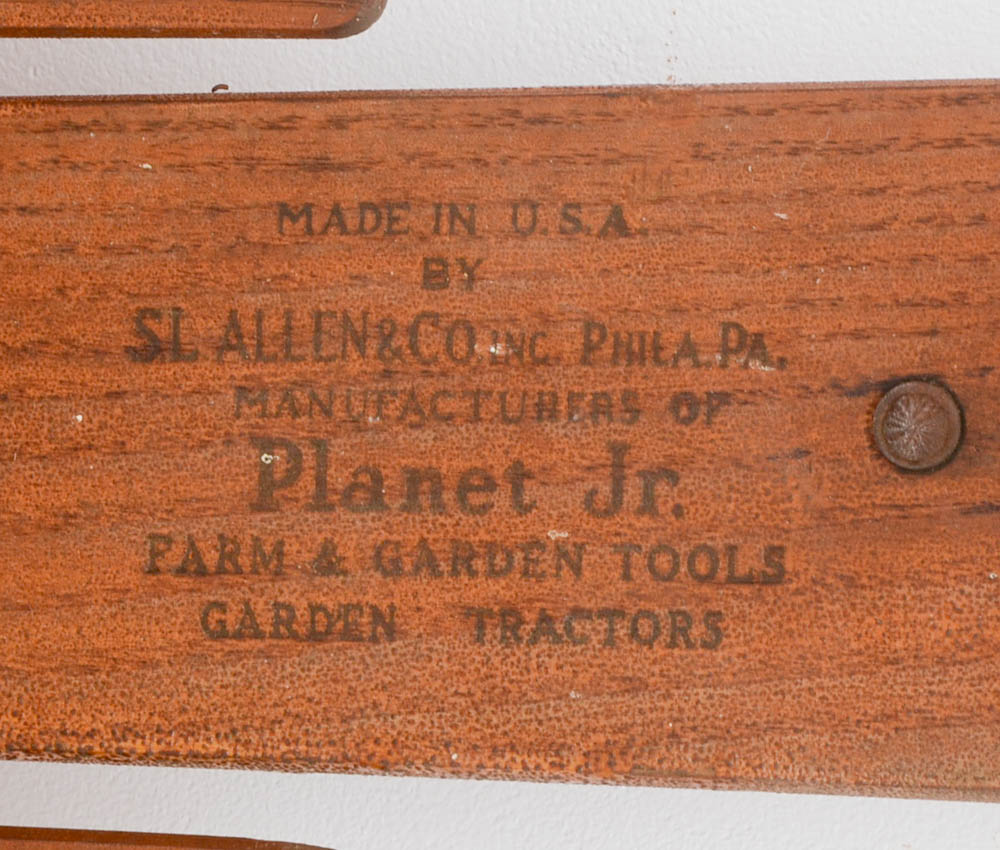 MADE IN U.S.A.
BY
S L ALLEN & CO. INC. PHILA. PA.
MANUFACTURERS OF
Planet Jr.
FARM & GARDEN TOOLS
GARDEN TRACTORS